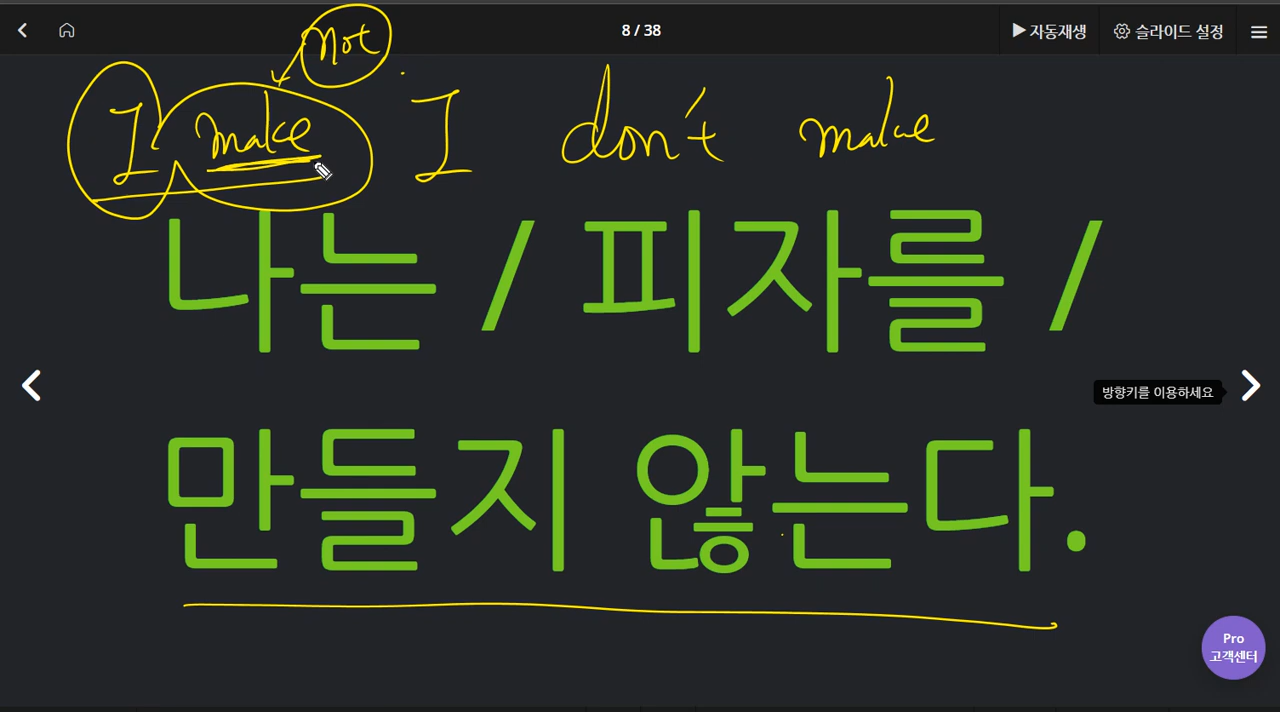 8 / 38
자동재생
슬라이드 설정
not
I make I don't make
나는 / 피자를 /
방향키를 이용하세요
만들지 않는다.
Pro
고객센터